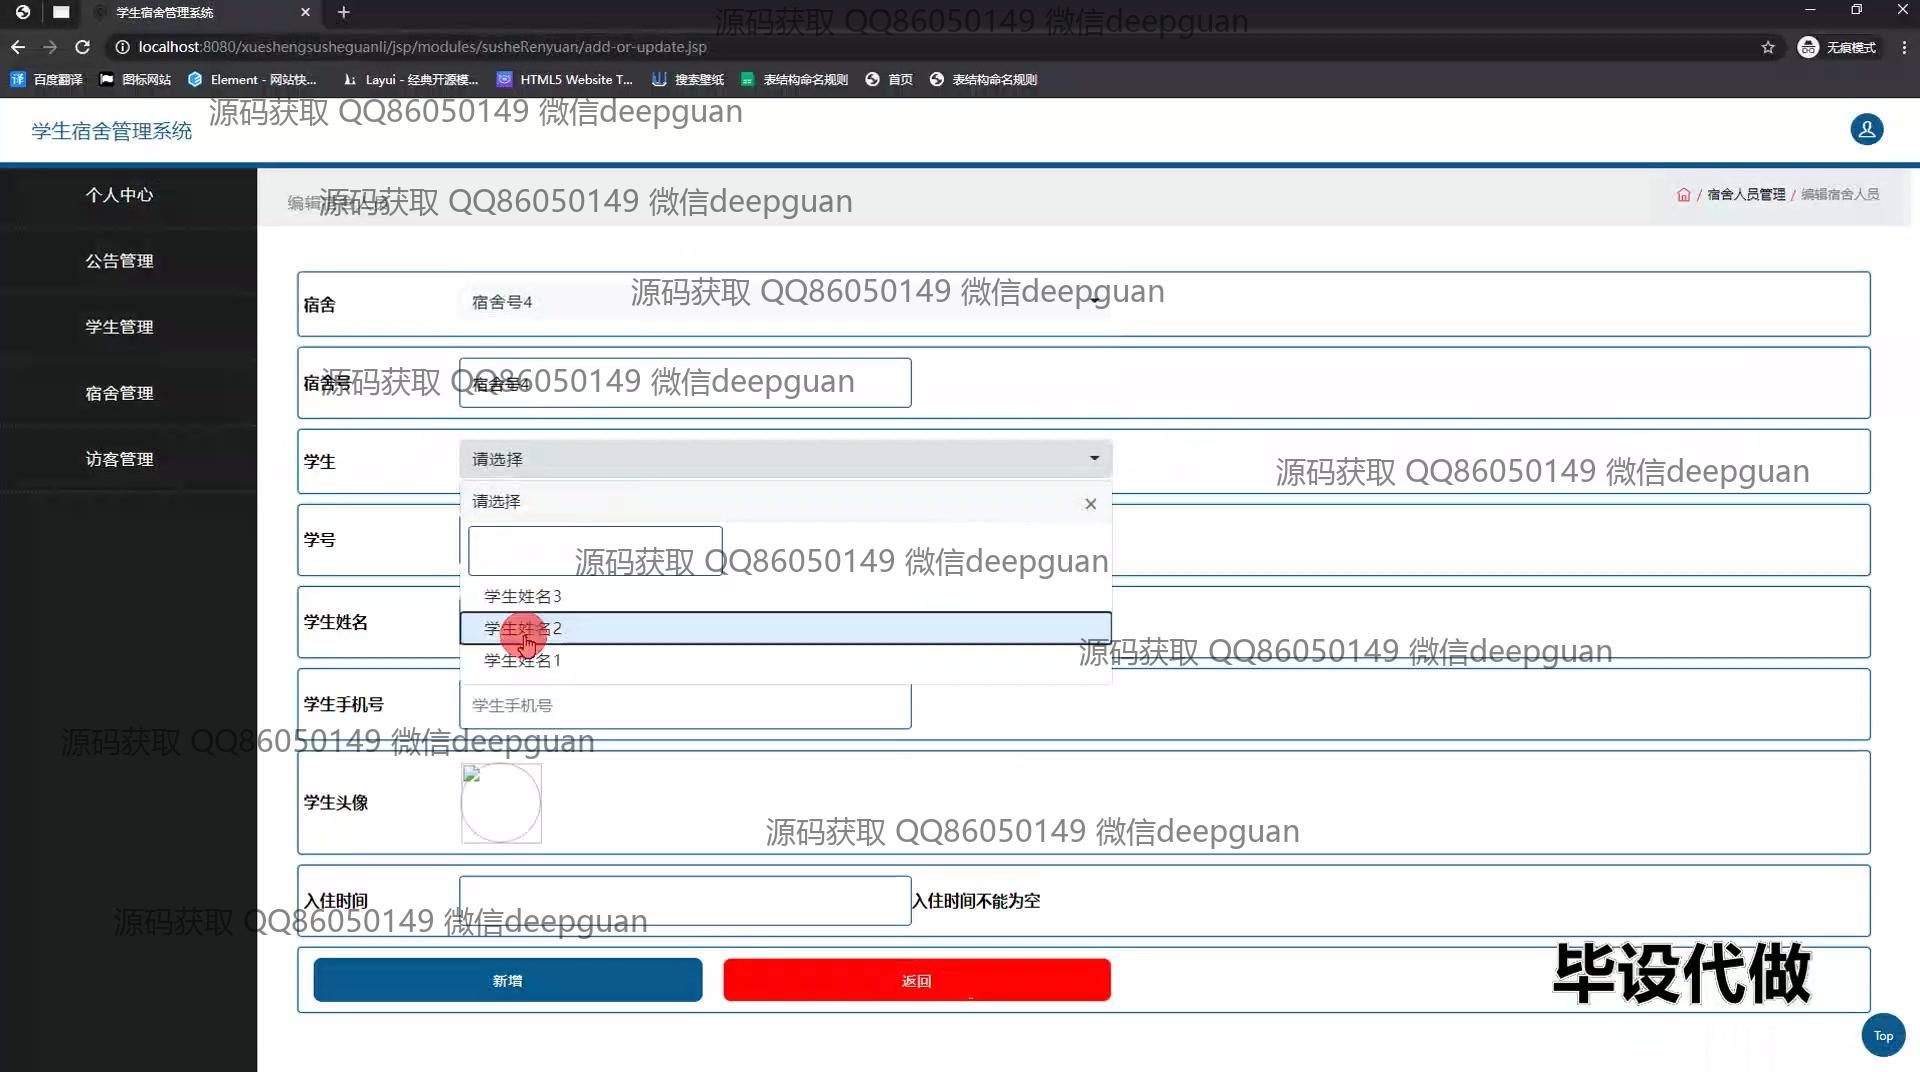 学生宿舍管理系统
源码获取 QQ86050149 微信deepguan
localhost:8080/xueshengsusheguanli/jsp/modules/susheRenyuan/add-or-update.jsp
无痕模式
百度翻译 图标网站 Element - 网站快... Layui - 经典开源模... HTML5 Website T... 搜索壁纸 表结构命名规则 首页 表结构命名规则
源码获取 QQ86050149 微信deepguan
学生宿舍管理系统
个人中心
源码获取 QQ86050149 微信deepguan
/ 宿舍人员管理 / 编辑宿舍人员
公告管理
源码获取 QQ86050149 微信deepguan
宿舍 宿舍号4
学生管理
宿舍号 宿舍号4
源码获取 QQ86050149 微信deepguan
宿舍管理
学生 请选择
访客管理
源码获取 QQ86050149 微信deepguan
请选择 ×
学号
源码获取 QQ86050149 微信deepguan
学生姓名3
学生姓名 学生姓名2
学生姓名1
源码获取 QQ86050149 微信deepguan
学生手机号 学生手机号
源码获取 QQ86050149 微信deepguan
学生头像
源码获取 QQ86050149 微信deepguan
入住时间 入住时间不能为空
源码获取 QQ86050149 微信deepguan
新增 返回
毕设代做
Top